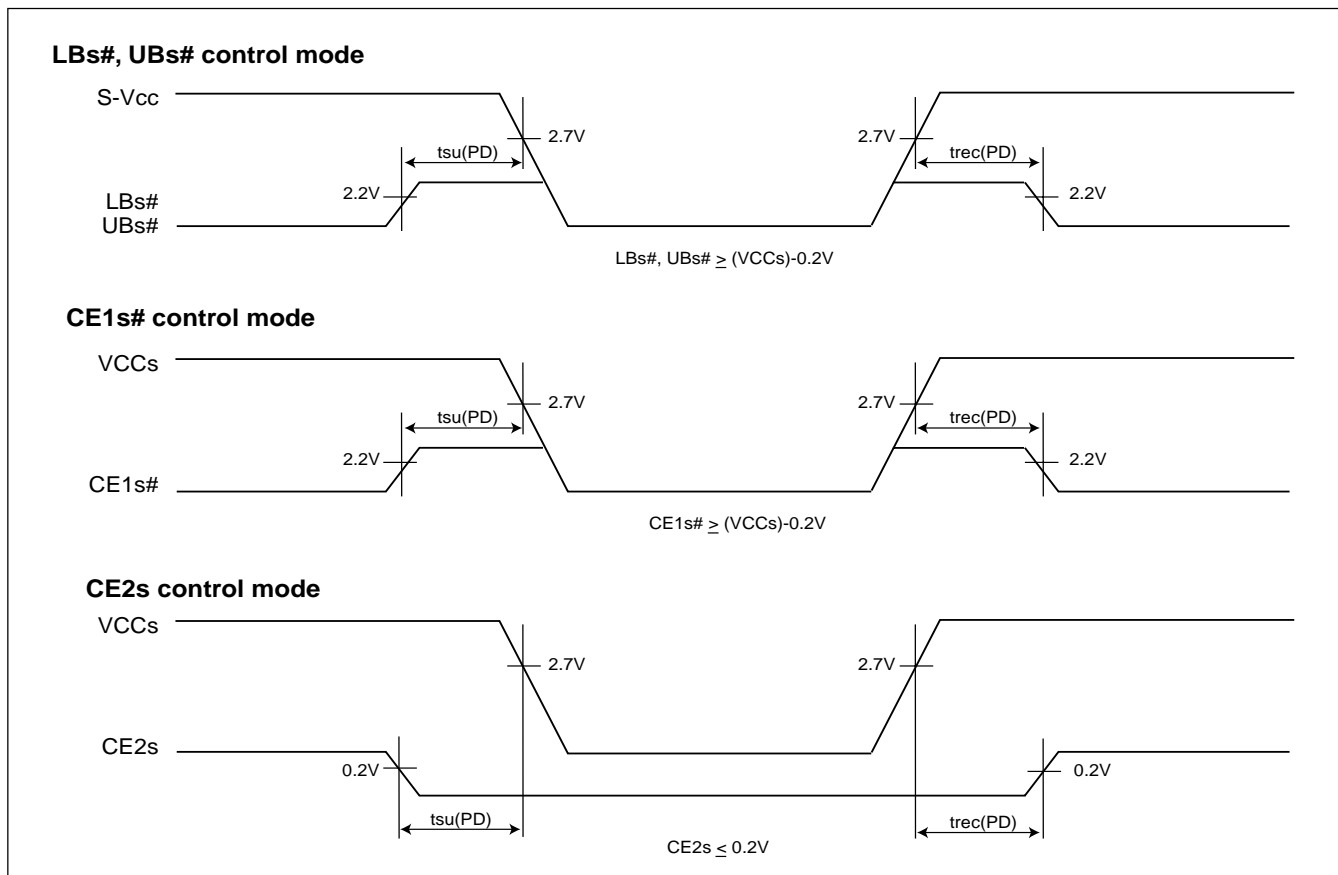 LBs#, UBs# control mode
S-Vcc
2.7V
2.7V
tsu(PD)
trec(PD)
2.2V
2.2V
LBs#
UBs#
LBs#, UBs# ≥ (VCCs)-0.2V
CE1s# control mode
VCCs
2.7V
2.7V
tsu(PD)
trec(PD)
2.2V
2.2V
CE1s#
CE1s# ≥ (VCCs)-0.2V
CE2s control mode
VCCs
2.7V
2.7V
CE2s
0.2V
0.2V
tsu(PD)
trec(PD)
CE2s ≤ 0.2V